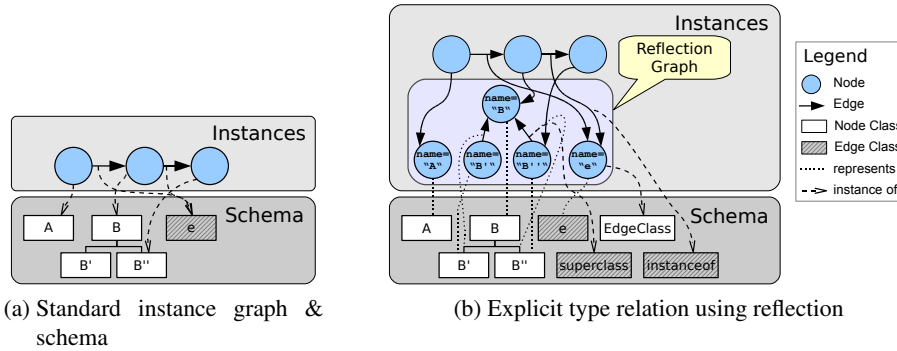 Instances
Reflection
Graph
name=
"B"
name=
"A"
name=
"B'"
name=
"B''"
name=
"e"
Schema
A
B
e
EdgeClass
B'
B''
superclass
instanceof
Legend
Node
Edge
Node Class
Edge Class
represents
instance of
Instances
Schema
A
B
e
B'
B''
(a) Standard instance graph &
schema
(b) Explicit type relation using reflection